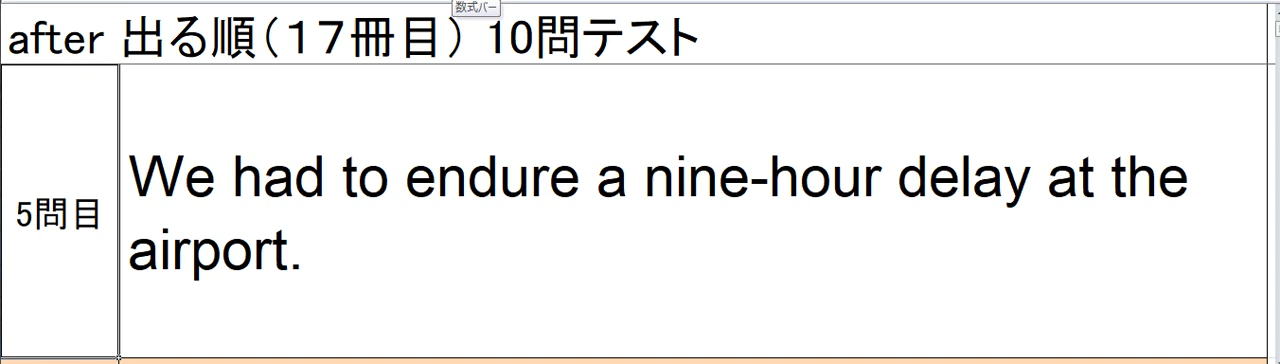 数式バー
after 出る順(17冊目) 10問テスト
5問目
We had to endure a nine-hour delay at the
airport.